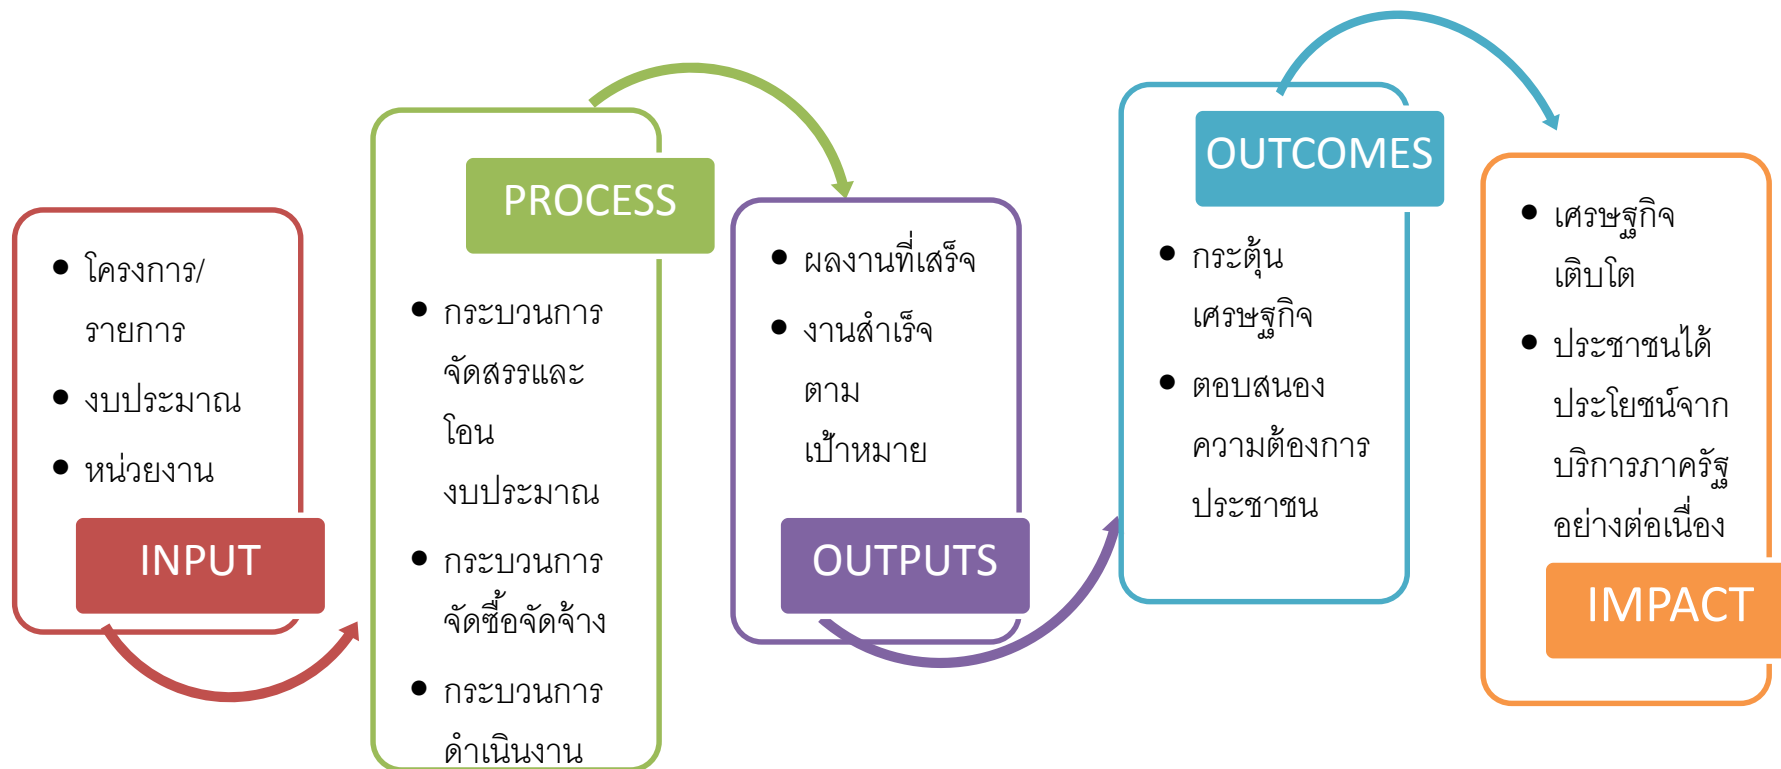 • โครงการ/
รายการ
• งบประมาณ
• หน่วยงาน
INPUT
PROCESS
• กระบวนการ
จัดสรรและ
โอน
งบประมาณ
• กระบวนการ
จัดซื้อจัดจ้าง
• กระบวนการ
ดำเนินงาน
• ผลงานที่เสร็จ
• งานสำเร็จ
ตาม
เป้าหมาย
OUTPUTS
OUTCOMES
• กระตุ้น
เศรษฐกิจ
• ตอบสนอง
ความต้องการ
ประชาชน
• เศรษฐกิจ
เติบโต
• ประชาชนได้
ประโยชน์จาก
บริการภาครัฐ
อย่างต่อเนื่อง
IMPACT